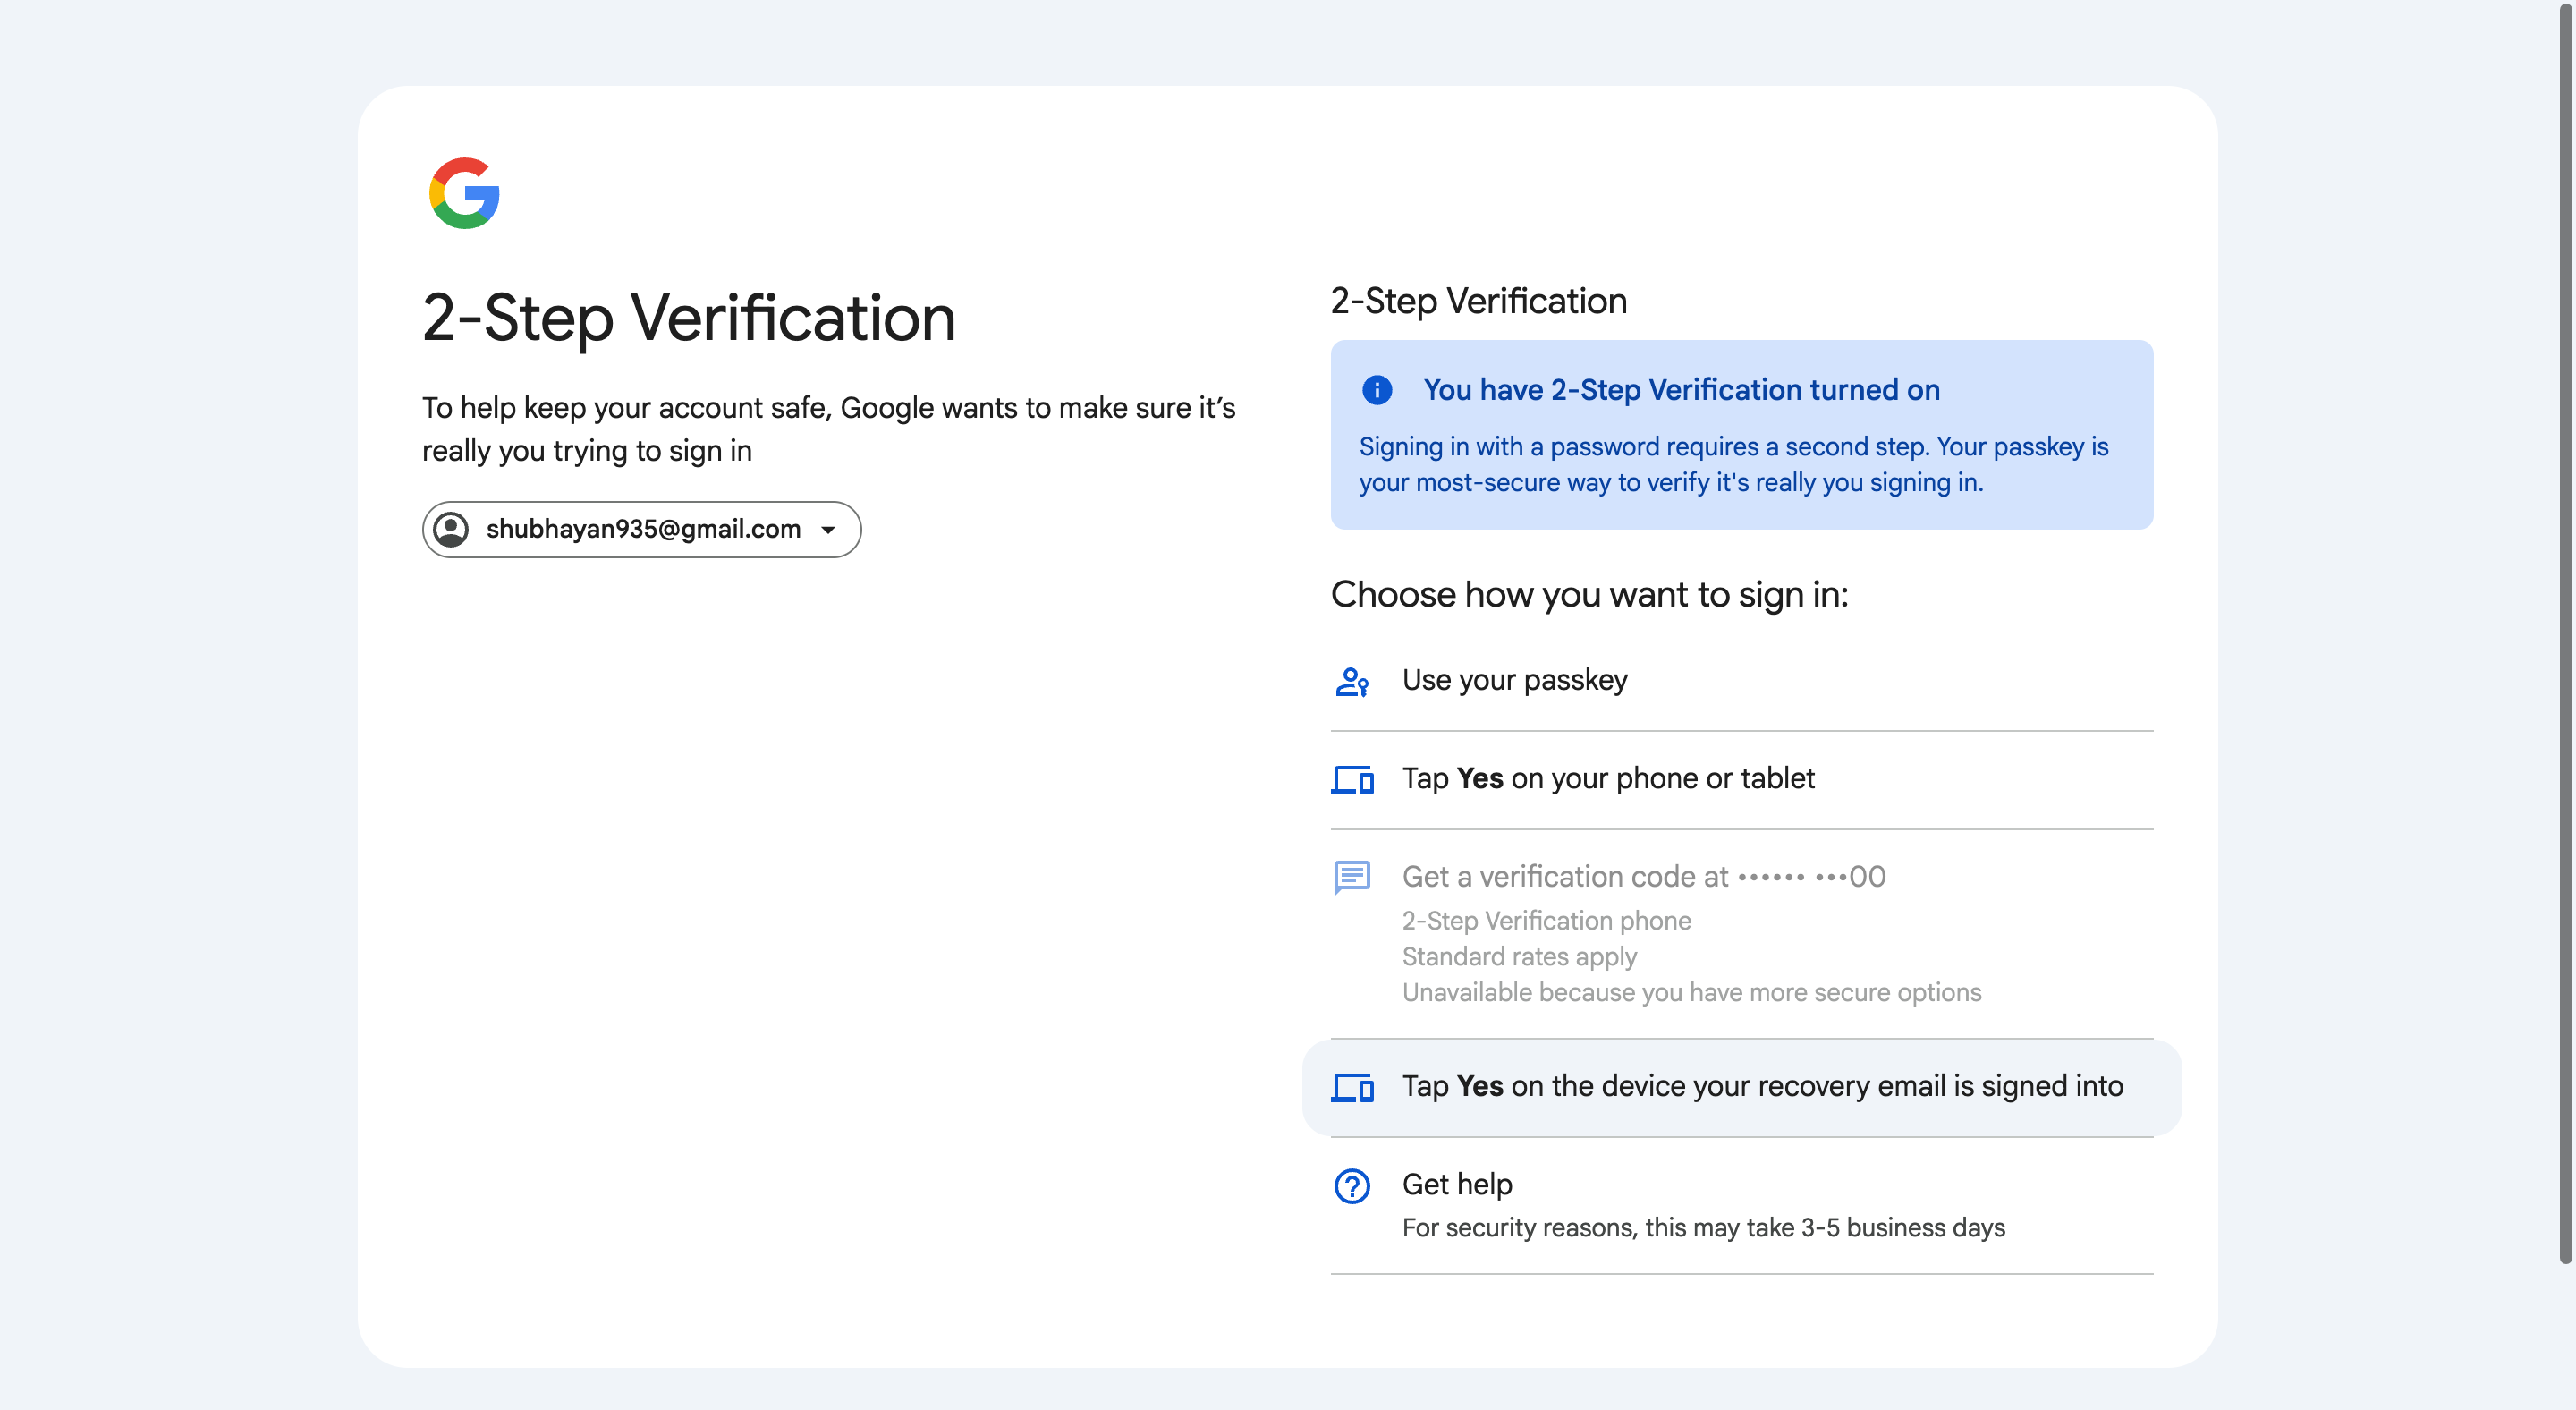 2-Step Verification
To help keep your account safe, Google wants to make sure it’s
really you trying to sign in
shubhayan935@gmail.com
2-Step Verification
You have 2-Step Verification turned on
Signing in with a password requires a second step. Your passkey is
your most-secure way to verify it's really you signing in.
Choose how you want to sign in:
Use your passkey
Tap Yes on your phone or tablet
Get a verification code at •••••• •••00
2-Step Verification phone
Standard rates apply
Unavailable because you have more secure options
Tap Yes on the device your recovery email is signed into
Get help
For security reasons, this may take 3-5 business days